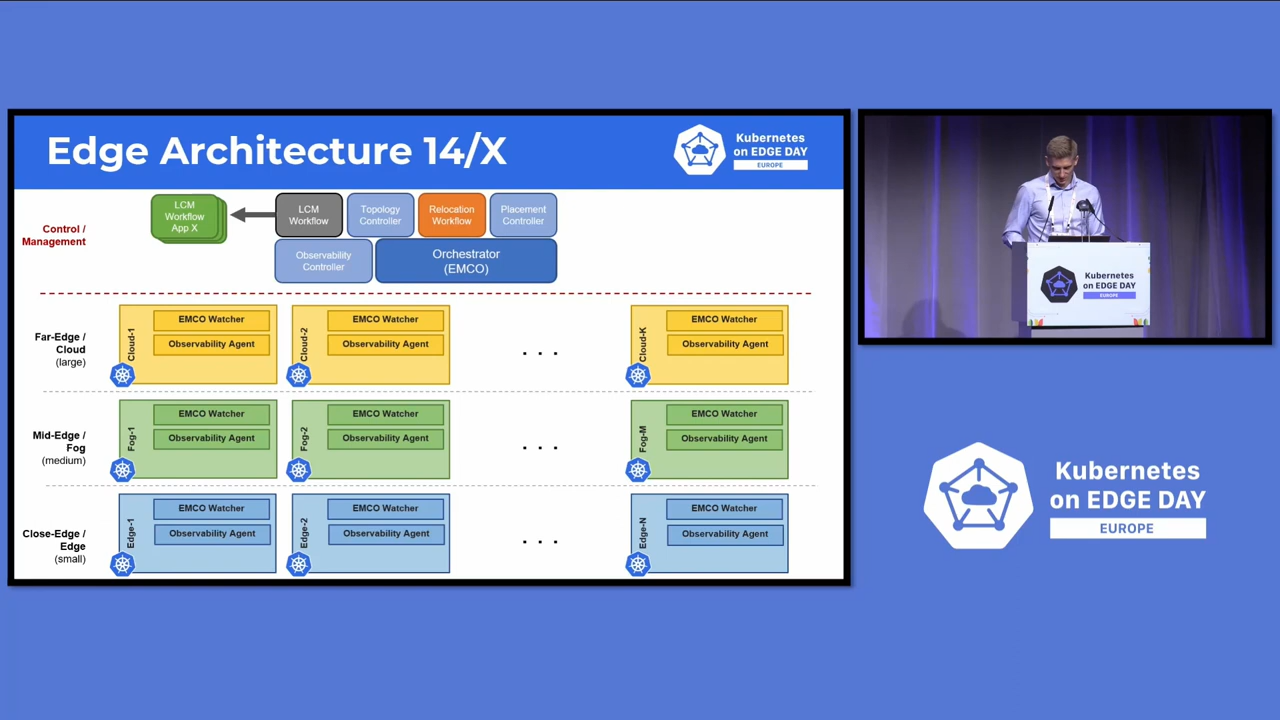 Edge Architecture 14/X
Kubernetes
on EDGE DAY
EUROPE
LCM
Workflow
App X
LCM
Workflow
Topology
Controller
Relocation
Workflow
Placement
Controller
Observability
Controller
Orchestrator
(EMCO)
Control /
Management
Far-Edge /
Cloud
(large)
Cloud-1
EMCO Watcher
Observability Agent
Cloud-2
EMCO Watcher
Observability Agent
. . .
Cloud-K
EMCO Watcher
Observability Agent
Mid-Edge /
Fog
(medium)
Fog-1
EMCO Watcher
Observability Agent
Fog-2
EMCO Watcher
Observability Agent
. . .
Fog-M
EMCO Watcher
Observability Agent
Close-Edge /
Edge
(small)
Edge-1
EMCO Watcher
Observability Agent
Edge-2
EMCO Watcher
Observability Agent
. . .
Edge-N
EMCO Watcher
Observability Agent
Kubernetes
on EDGE DAY
EUROPE
Kubernetes
on EDGE DAY
EUROPE